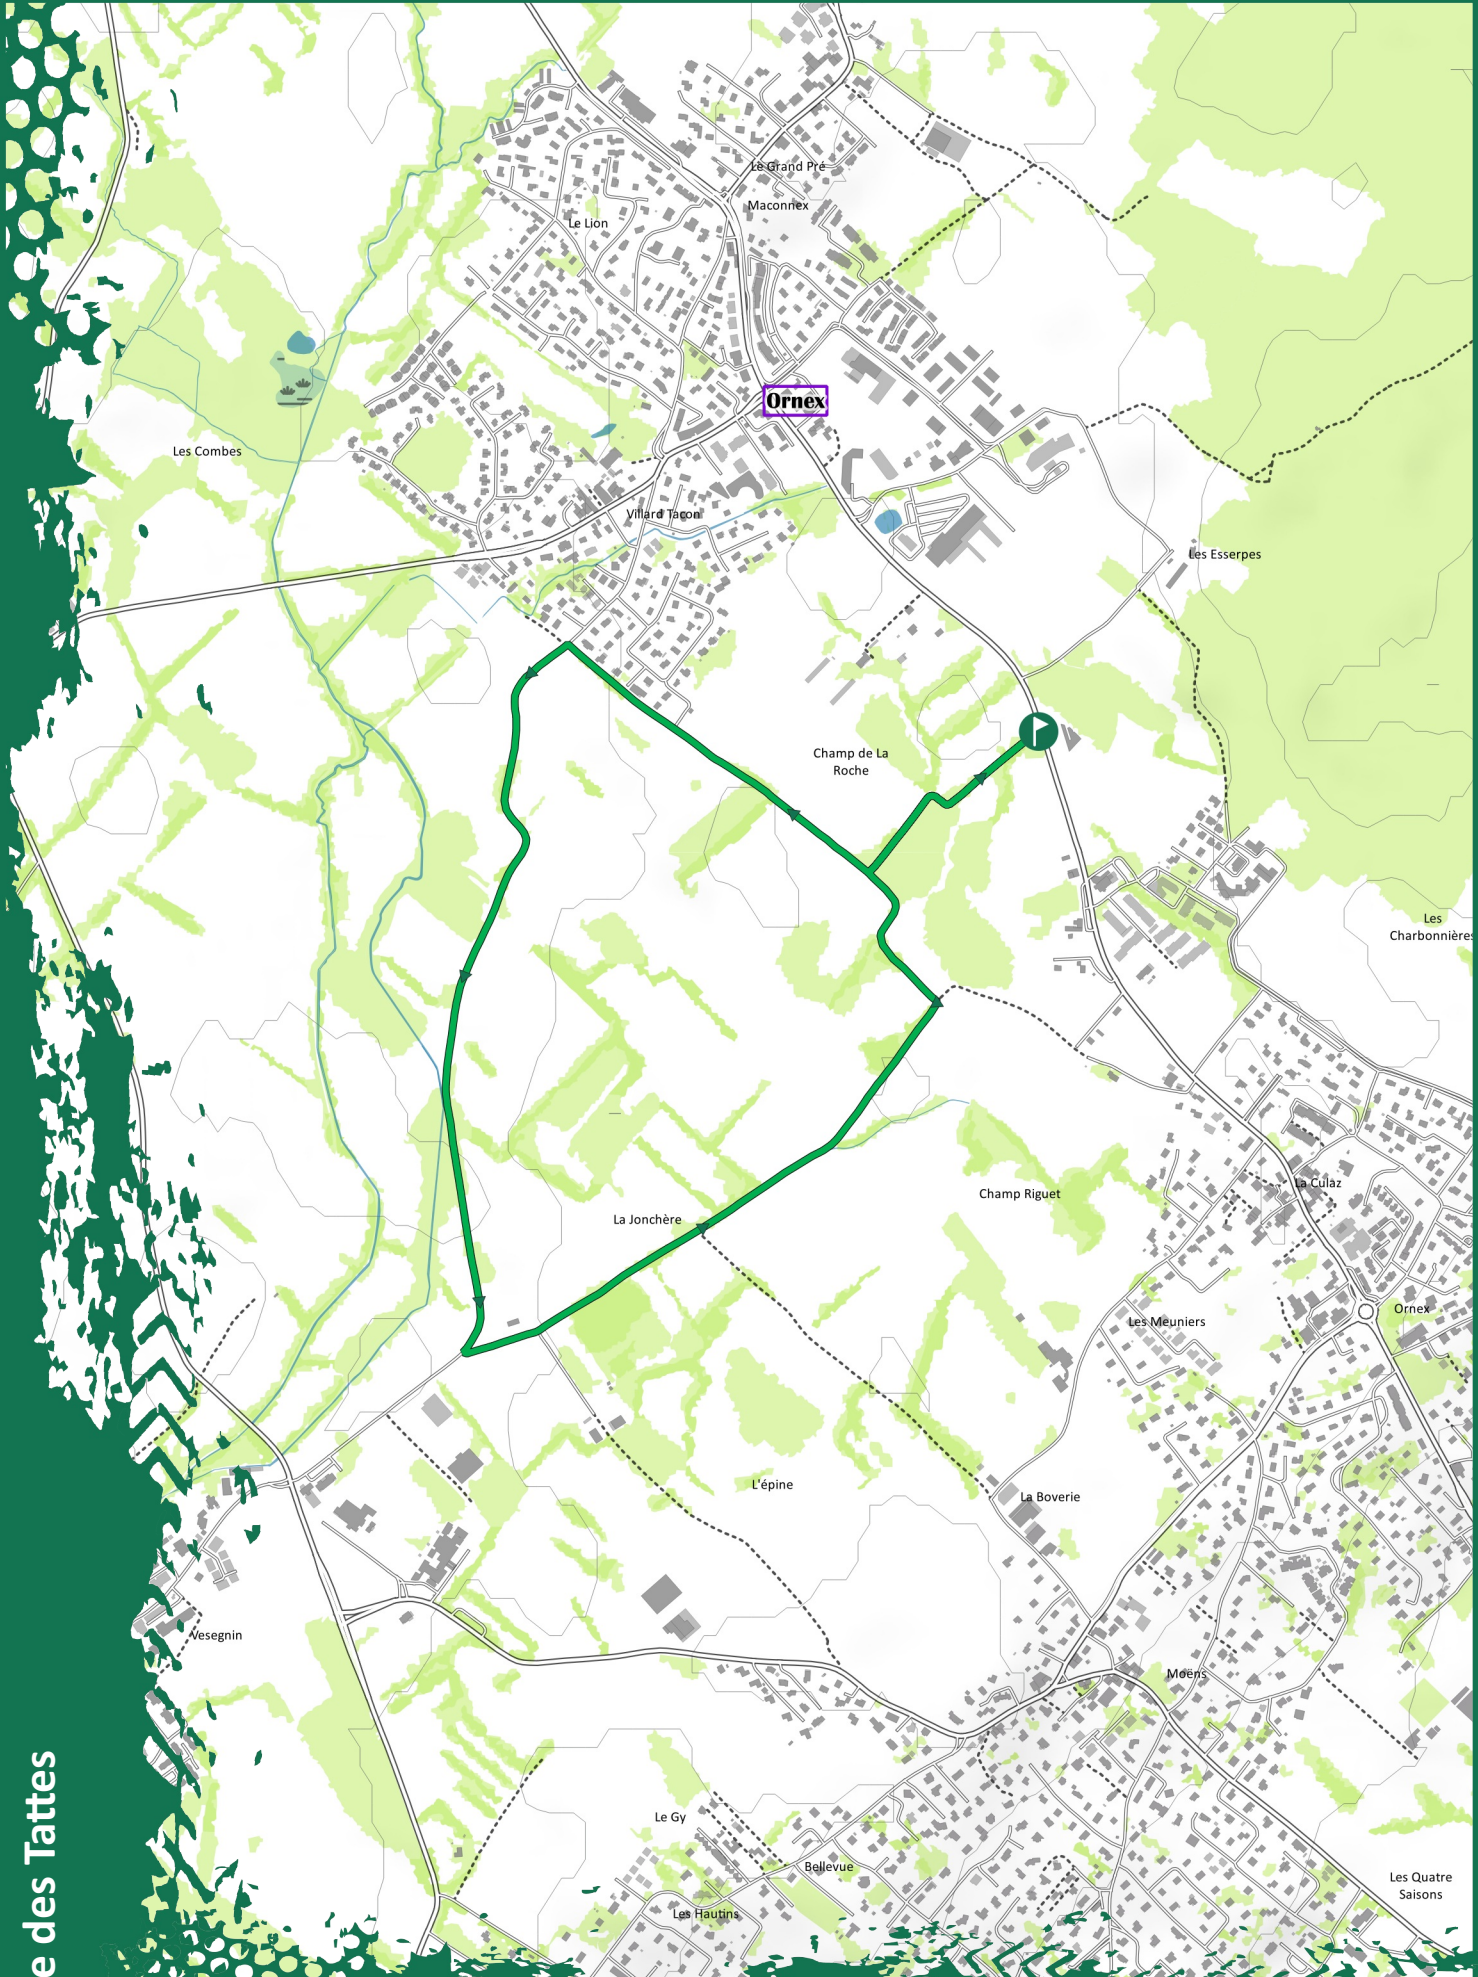 Le Grand Pré
Maconnex
Le Lion
Ornex
Les Combes
Villard Tacon
Les Esserpes
Champ de La
Roche
Les
Charbonnières
La Culaz
Champ Riguet
La Jonchère
Ornex
Les Meuniers
L'épine
La Boverie
Vesegnin
Moëns
Le Gy
Bellevue
Les Quatre
Saisons
Les Hautins
e des Tattes